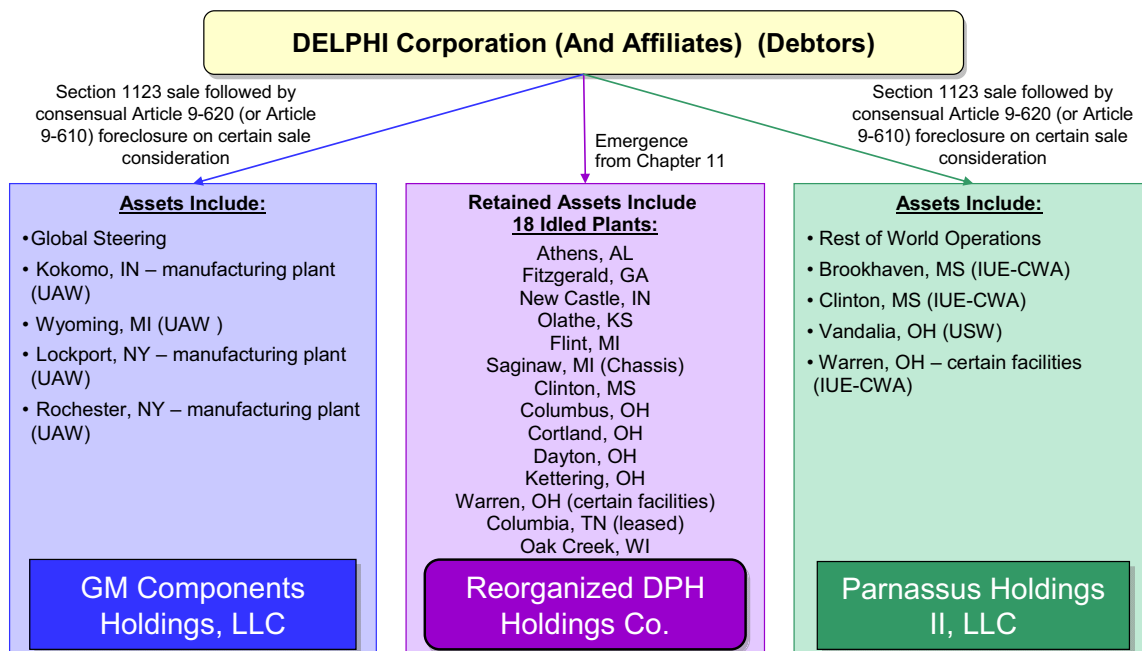 DELPHI Corporation (And Affiliates) (Debtors)
Section 1123 sale followed by
consensual Article 9-620 (or Article
9-610) foreclosure on certain sale
consideration
Emergence
from Chapter 11
Section 1123 sale followed by
consensual Article 9-620 (or Article
9-610) foreclosure on certain sale
consideration
Assets Include:
•Global Steering
• Kokomo, IN – manufacturing plant
(UAW)
• Wyoming, MI (UAW )
• Lockport, NY – manufacturing plant
(UAW)
• Rochester, NY – manufacturing plant
(UAW)
GM Components
Holdings, LLC
Retained Assets Include
18 Idled Plants:
Athens, AL
Fitzgerald, GA
New Castle, IN
Olathe, KS
Flint, MI
Saginaw, MI (Chassis)
Clinton, MS
Columbus, OH
Cortland, OH
Dayton, OH
Kettering, OH
Warren, OH (certain facilities)
Columbia, TN (leased)
Oak Creek, WI
Reorganized DPH
Holdings Co.
Assets Include:
• Rest of World Operations
• Brookhaven, MS (IUE-CWA)
• Clinton, MS (IUE-CWA)
• Vandalia, OH (USW)
• Warren, OH – certain facilities
(IUE-CWA)
Parnassus Holdings
II, LLC